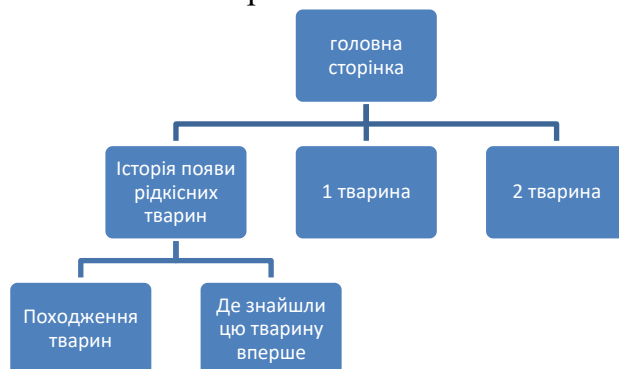 головна
сторінка
Історія появи
рідкісних
тварин
1 тварина
2 тварина
Походження
тварин
Де знайшли
цю тварину
вперше